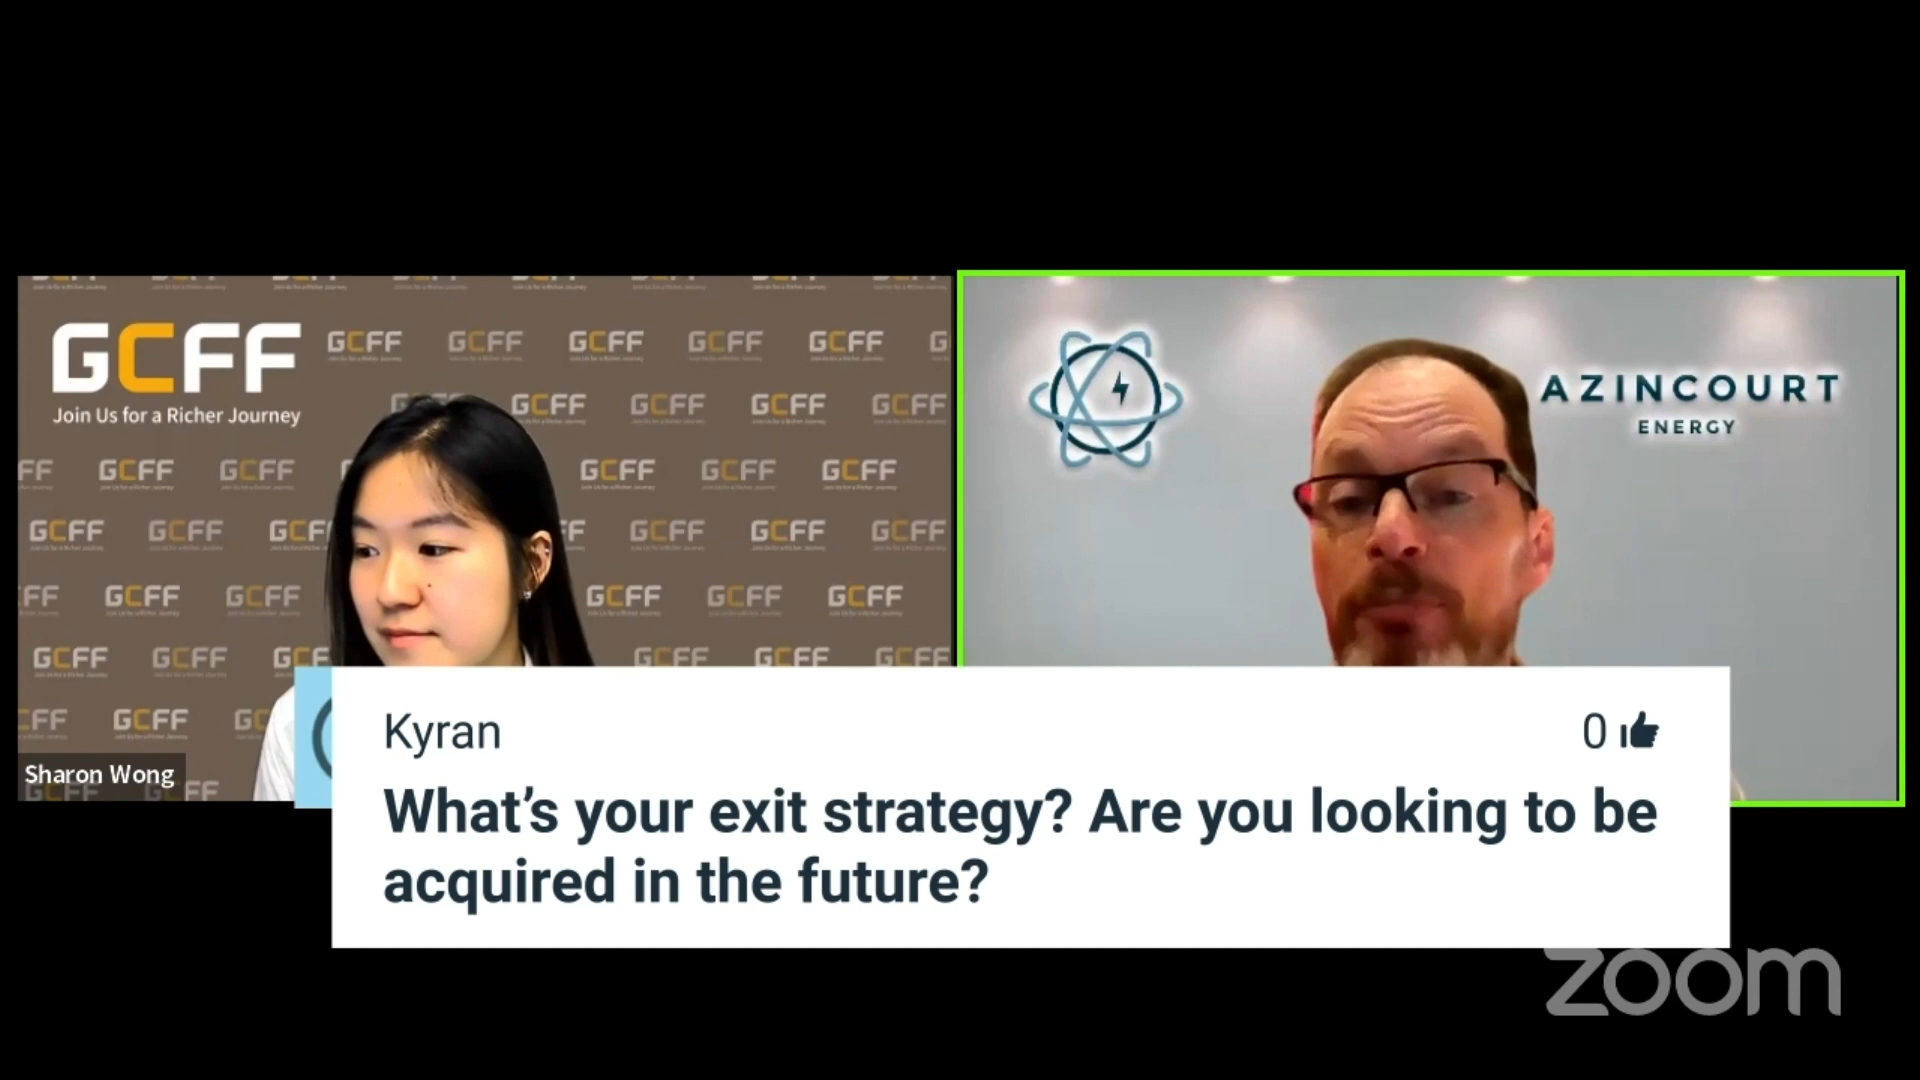 GCFF
Join Us for a Richer Journey
AZINCOURT
ENERGY
Sharon Wong
Kyran
0
What’s your exit strategy? Are you looking to be
acquired in the future?
zoom